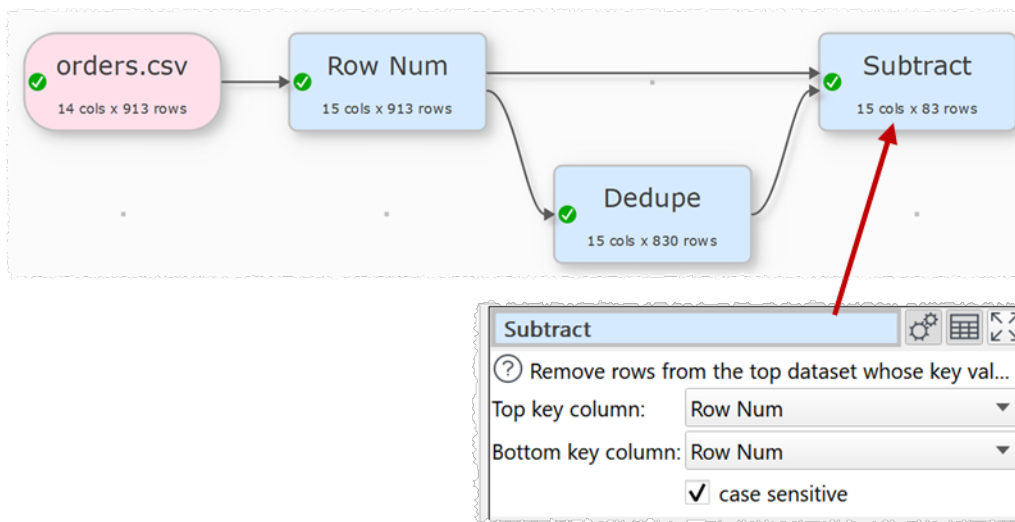 orders.csv
14 cols x 913 rows
Row Num
15 cols x 913 rows
Subtract
15 cols x 83 rows
Dedupe
15 cols x 830 rows
Subtract
? Remove rows from the top dataset whose key val...
Top key column: Row Num
Bottom key column: Row Num
case sensitive